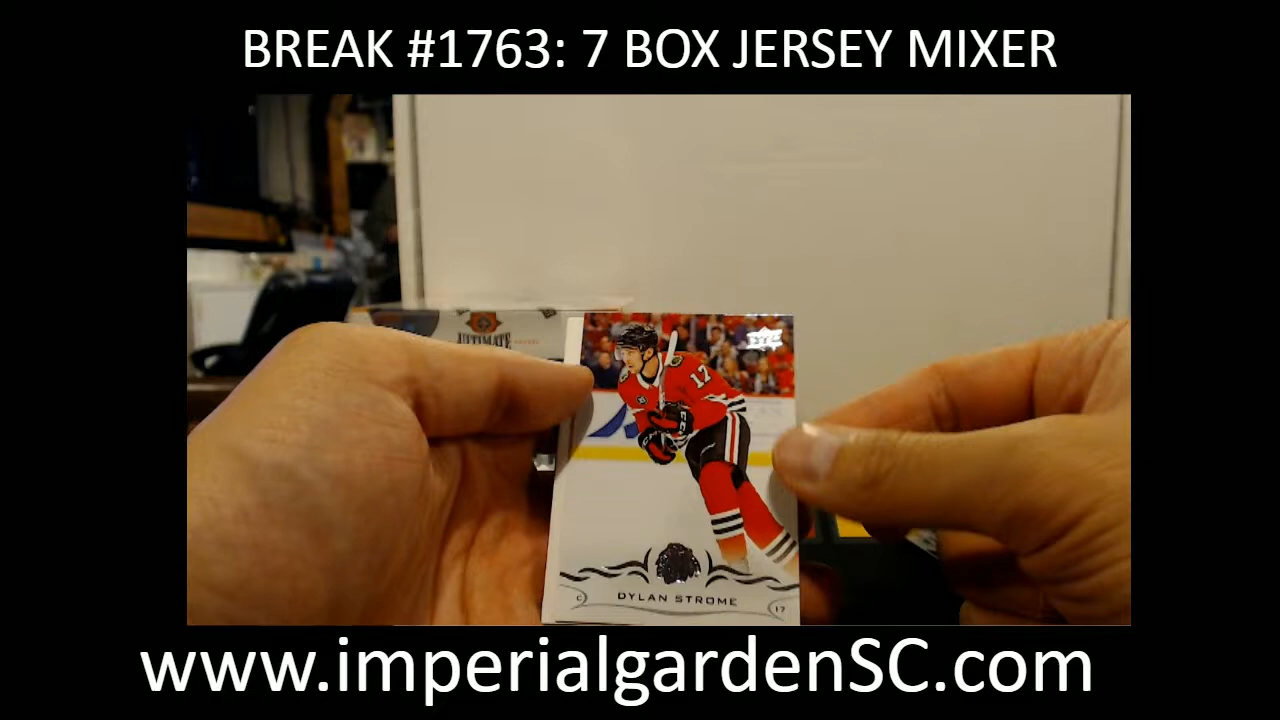 BREAK #1763: 7 BOX JERSEY MIXER
ULTIMATE
17
C DYLAN STROME 17
www.imperialgardenSC.com